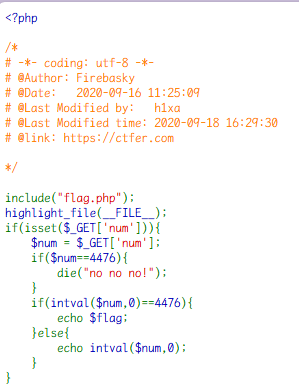 <?php
/*
# -*- coding: utf-8 -*-
# @Author: Firebasky
# @Date:   2020-09-16 11:25:09
# @Last Modified by:   h1xa
# @Last Modified time: 2020-09-18 16:29:30
# @link: https://ctfer.com
*/
include("flag.php");
highlight_file(__FILE__);
if(isset($_GET['num'])){
    $num = $_GET['num'];
    if($num==4476){
        die("no no no!");
    }
    if(intval($num,0)==4476){
        echo $flag;
    }else{
        echo intval($num,0);
    }
}